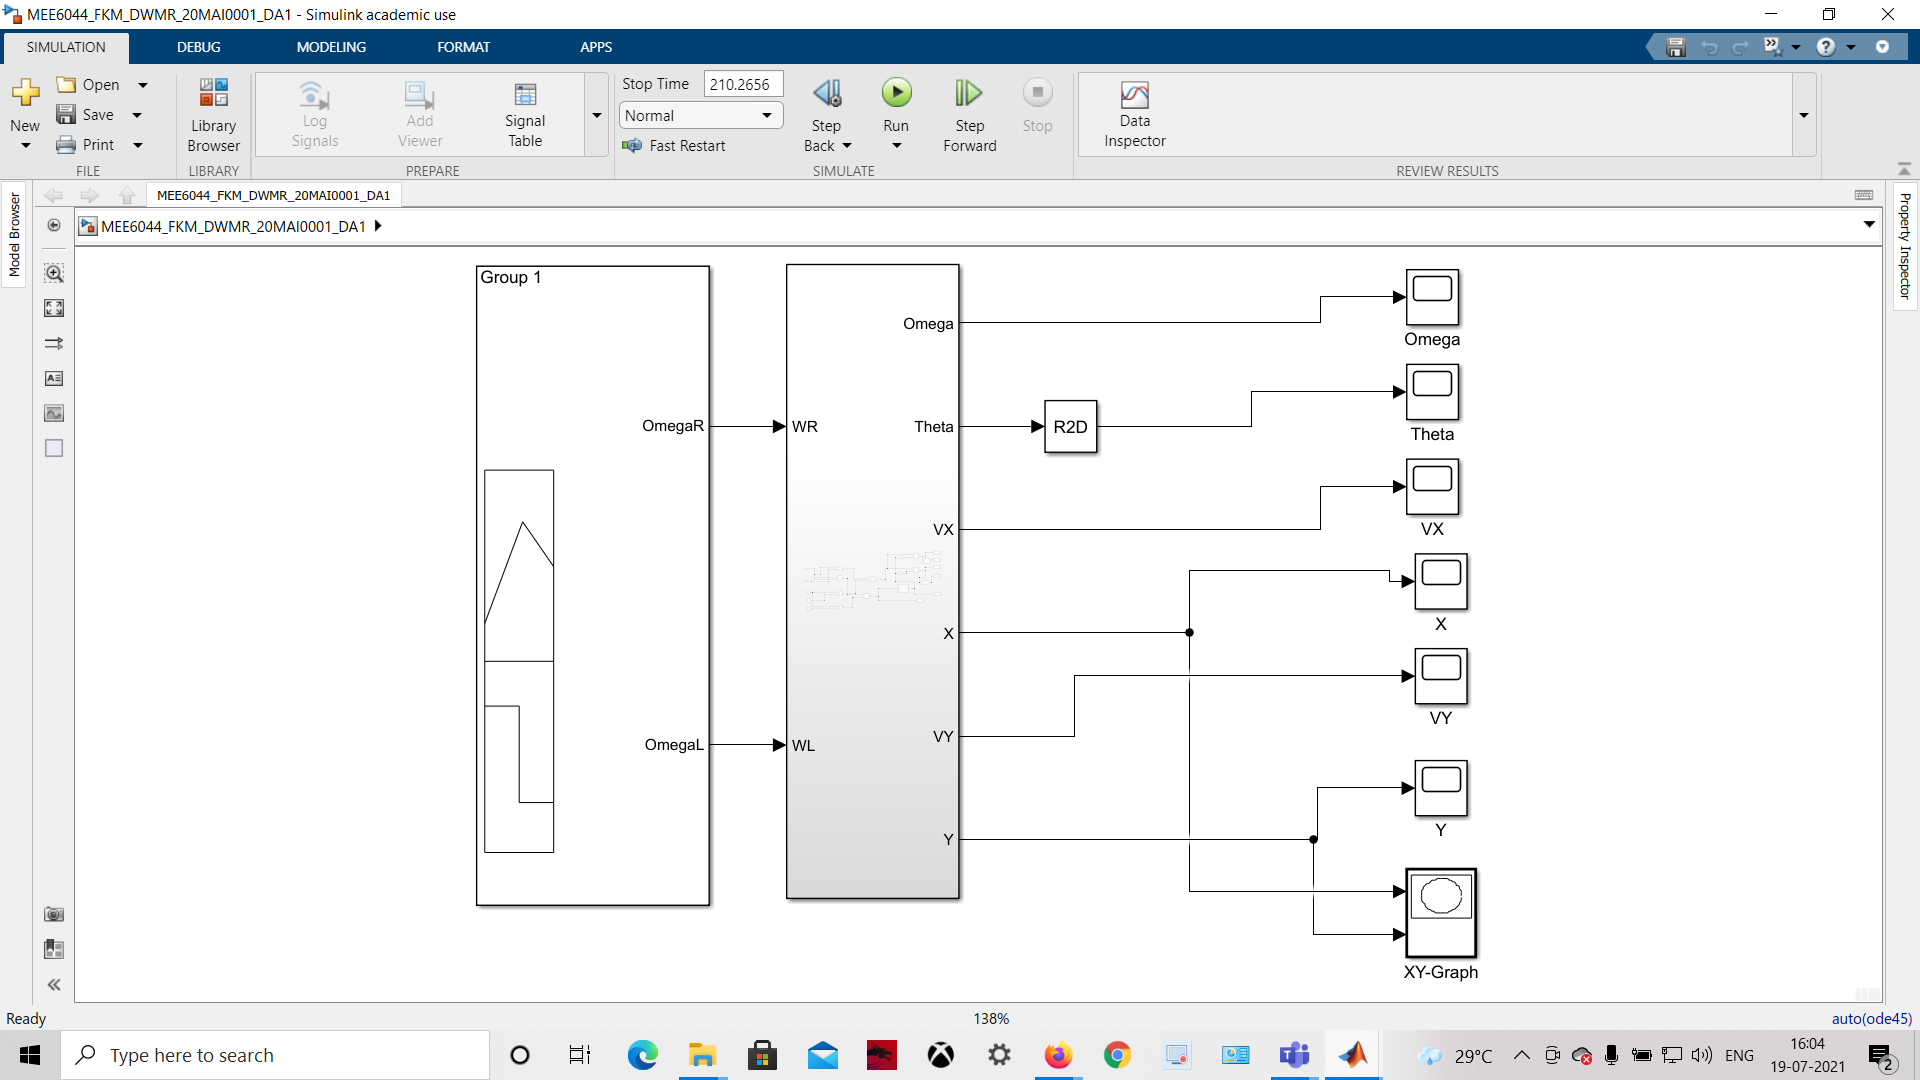 MEE6044_FKM_DWMR_20MAI0001_DA1 - Simulink academic use
SIMULATION DEBUG MODELING FORMAT APPS
New
Open
Save
Print
FILE
Library
Browser
LIBRARY
Log
Signals
Add
Viewer
Signal
Table
PREPARE
Stop Time 210.2656
Normal
Fast Restart
Step
Back
Run
Step
Forward
Stop
SIMULATE
Data
Inspector
REVIEW RESULTS
Model Browser
MEE6044_FKM_DWMR_20MAI0001_DA1
MEE6044_FKM_DWMR_20MAI0001_DA1
Property Inspector
Group 1
OmegaR
OmegaL
WR
WL
Omega
Theta
VX
X
VY
Y
R2D
Omega
Theta
VX
X
VY
Y
XY-Graph
Ready 138% auto(ode45)
Type here to search
29°C
ENG
16:04
19-07-2021
2